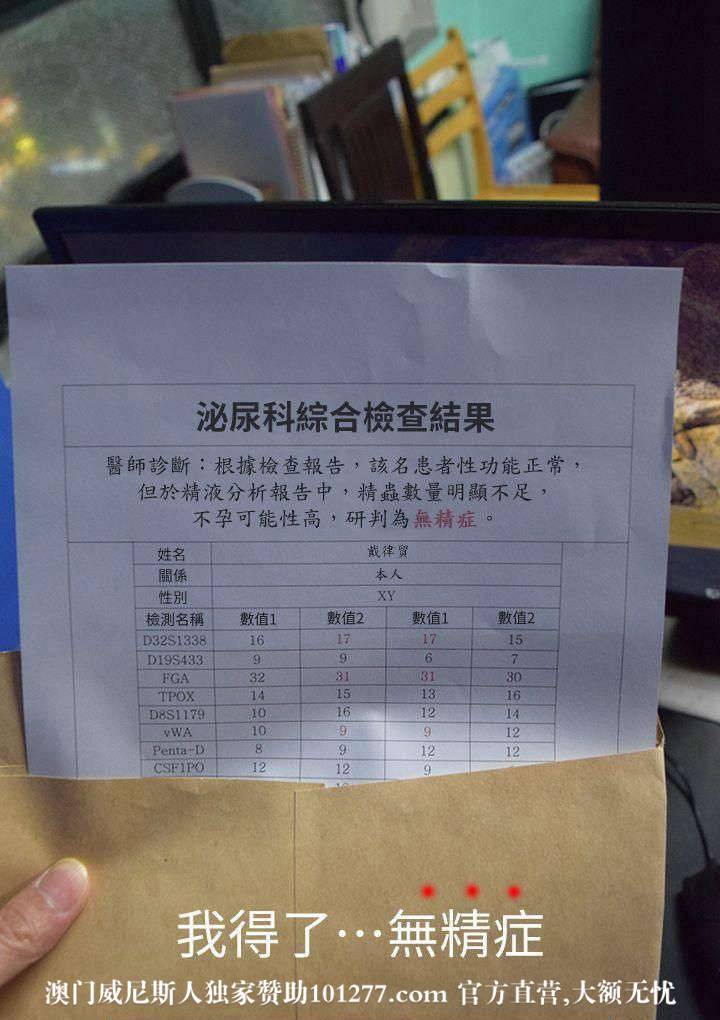 泌尿科綜合檢查結果
醫師診斷：根據檢查報告，該名患者性功能正常，
但於精液分析報告中，精蟲數量明顯不足，
不孕可能性高，研判為無精症。
姓名 戴律貿
關係 本人
性別 XY
檢測名稱 數值1 數值2 數值1 數值2
D32S1338 16 17 17 15
D19S433 9 9 6 7
FGA 32 31 31 30
TPOX 14 15 13 16
D8S1179 10 16 12 14
vWA 10 9 9 12
Penta-D 8 9 12 12
CSF1PO 12 12 9
我得了…無精症
澳门威尼斯人独家赞助101277.com 官方直营,大额无忧